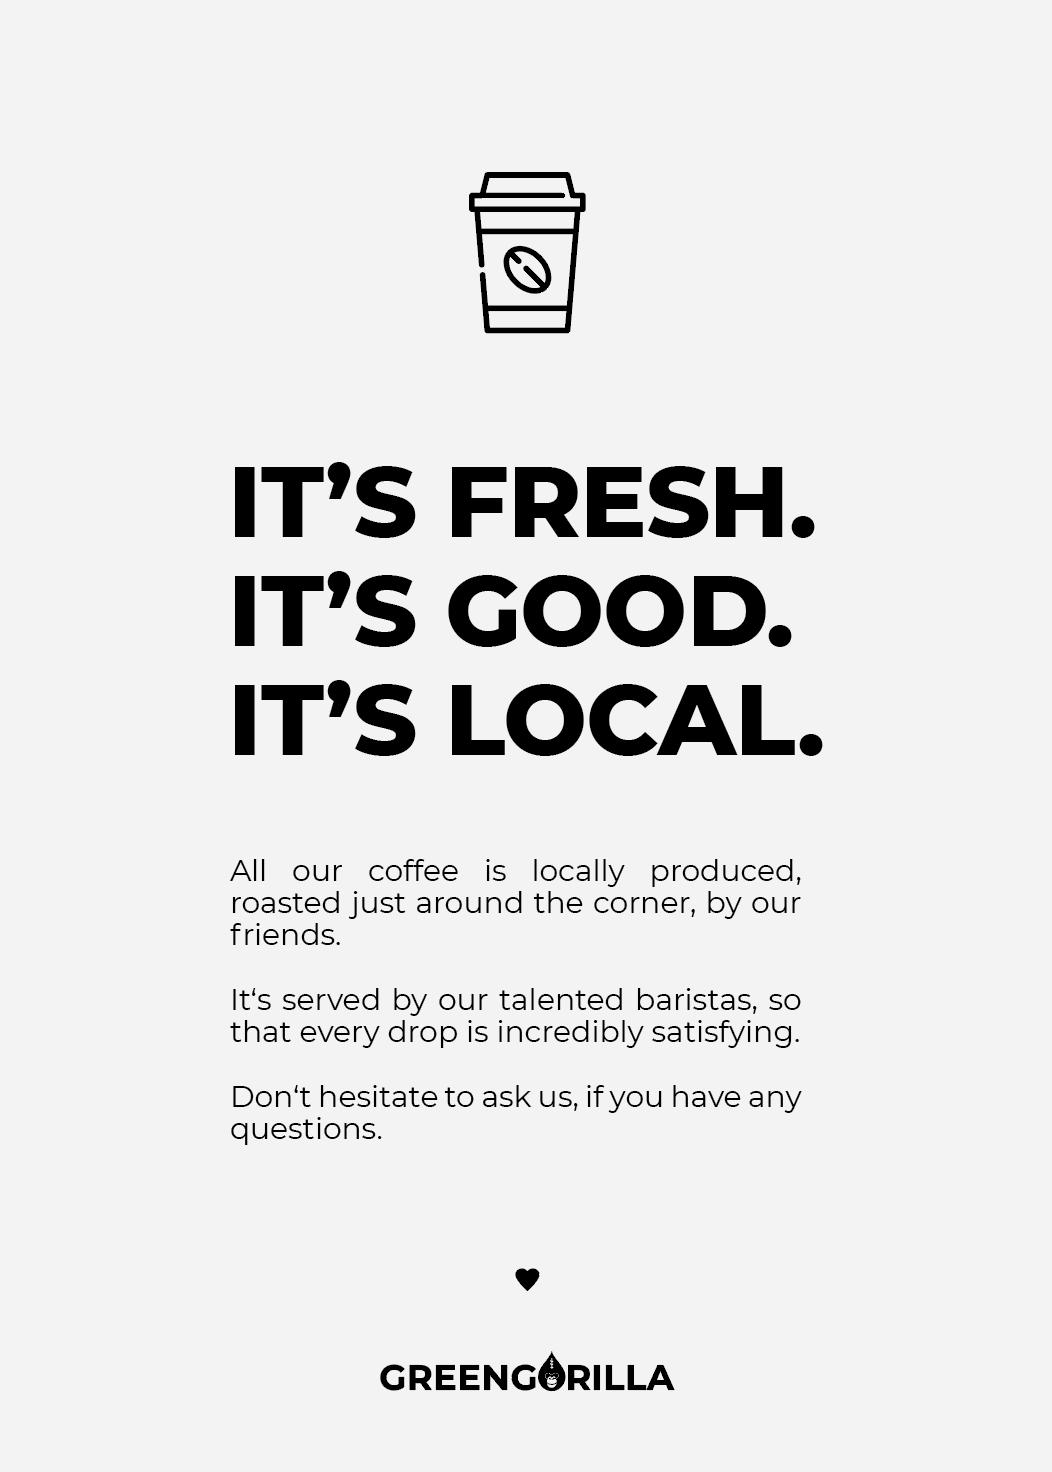 IT’S FRESH.
IT’S GOOD.
IT’S LOCAL.
All our coffee is locally produced,
roasted just around the corner, by our
friends.
It‘s served by our talented baristas, so
that every drop is incredibly satisfying.
Don‘t hesitate to ask us, if you have any
questions.
GREENGORILLA